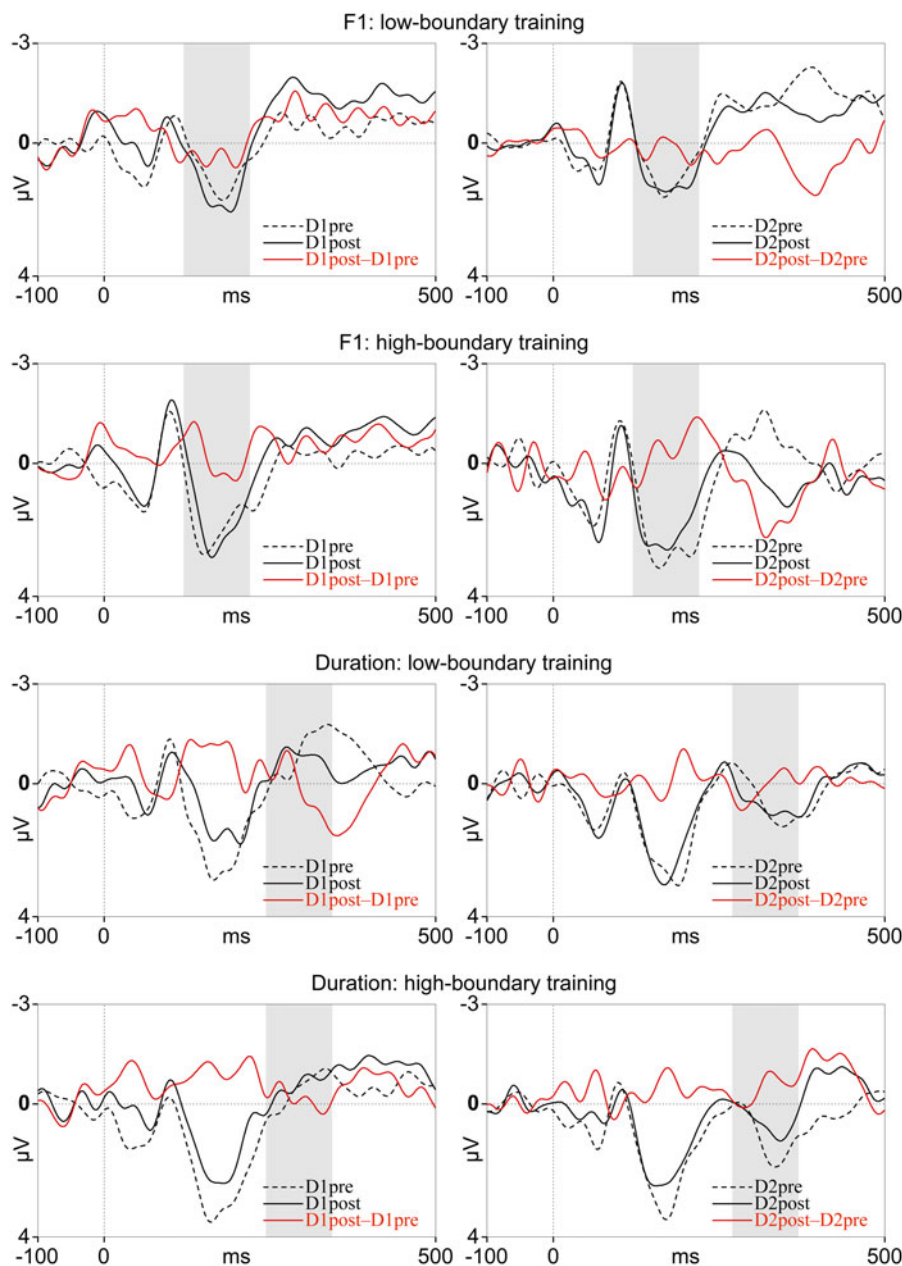 F1: low-boundary training
-3
0
µV
4
-100 0 ms 500
D1pre
D1post
D1post–D1pre
-3
0
µV
4
-100 0 ms 500
D2pre
D2post
D2post–D2pre
F1: high-boundary training
-3
0
µV
4
-100 0 ms 500
D1pre
D1post
D1post–D1pre
-3
0
µV
4
-100 0 ms 500
D2pre
D2post
D2post–D2pre
Duration: low-boundary training
-3
0
µV
4
-100 0 ms 500
D1pre
D1post
D1post–D1pre
-3
0
µV
4
-100 0 ms 500
D2pre
D2post
D2post–D2pre
Duration: high-boundary training
-3
0
µV
4
-100 0 ms 500
D1pre
D1post
D1post–D1pre
-3
0
µV
4
-100 0 ms 500
D2pre
D2post
D2post–D2pre